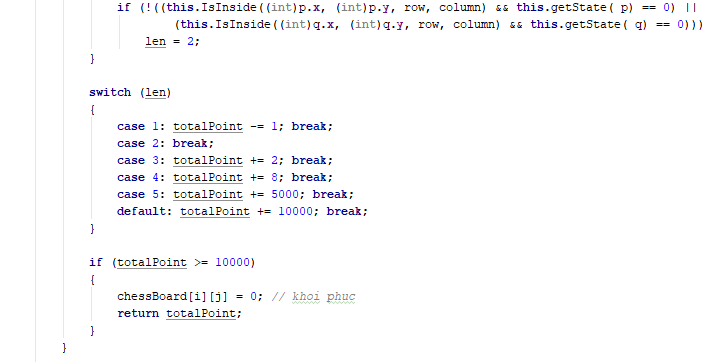 if (!((this.IsInside((int)p.x, (int)p.y, row, column) && this.getState( p) == 0) ||
(this.IsInside((int)q.x, (int)q.y, row, column) && this.getState( q) == 0)))
len = 2;
}
switch (len)
{
case 1: totalPoint -= 1; break;
case 2: break;
case 3: totalPoint += 2; break;
case 4: totalPoint += 8; break;
case 5: totalPoint += 5000; break;
default: totalPoint += 10000; break;
}
if (totalPoint >= 10000)
{
chessBoard[i][j] = 0; // khoi phuc
return totalPoint;
}
}